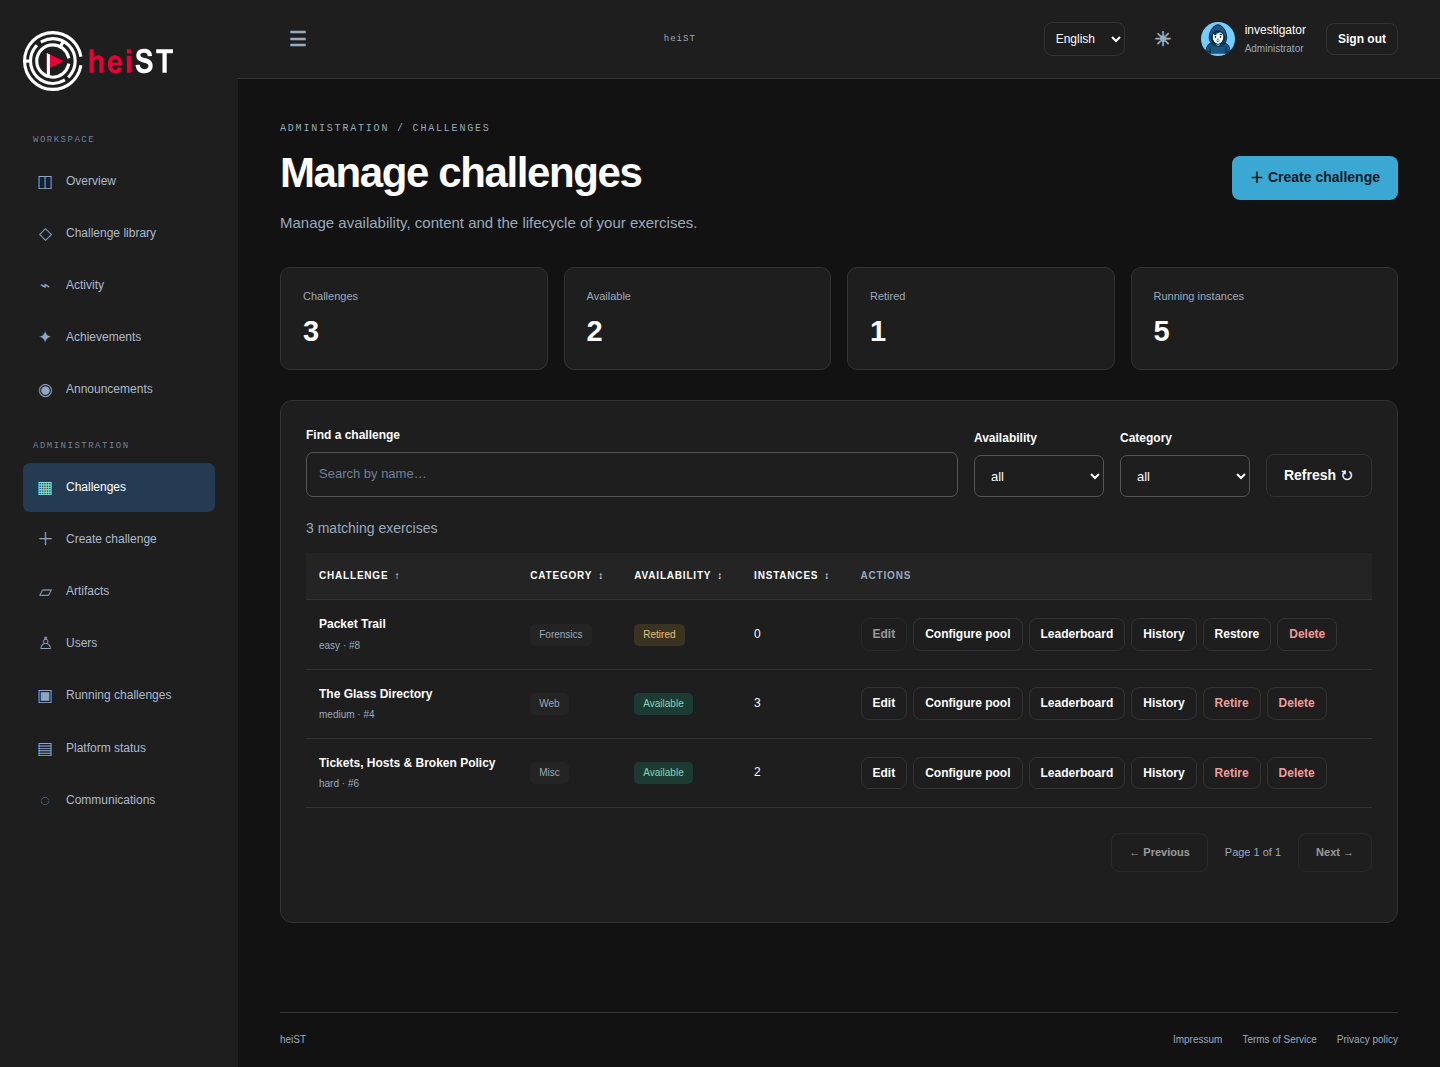 heiST
heiST
English
investigator
Administrator
Sign out
WORKSPACE
Overview
Challenge library
Activity
Achievements
Announcements
ADMINISTRATION
Challenges
Create challenge
Artifacts
Users
Running challenges
Platform status
Communications
ADMINISTRATION / CHALLENGES
Manage challenges
Manage availability, content and the lifecycle of your exercises.
+ Create challenge
Challenges
3
Available
2
Retired
1
Running instances
5
Find a challenge
Search by name…
Availability
all
Category
all
Refresh ↻
3 matching exercises
CHALLENGE ↑ CATEGORY ↕ AVAILABILITY ↕ INSTANCES ↕ ACTIONS
Packet Trail
easy · #8
Forensics Retired 0 Edit Configure pool Leaderboard History Restore Delete
The Glass Directory
medium · #4
Web Available 3 Edit Configure pool Leaderboard History Retire Delete
Tickets, Hosts & Broken Policy
hard · #6
Misc Available 2 Edit Configure pool Leaderboard History Retire Delete
← Previous Page 1 of 1 Next →
heiST
Impressum Terms of Service Privacy policy